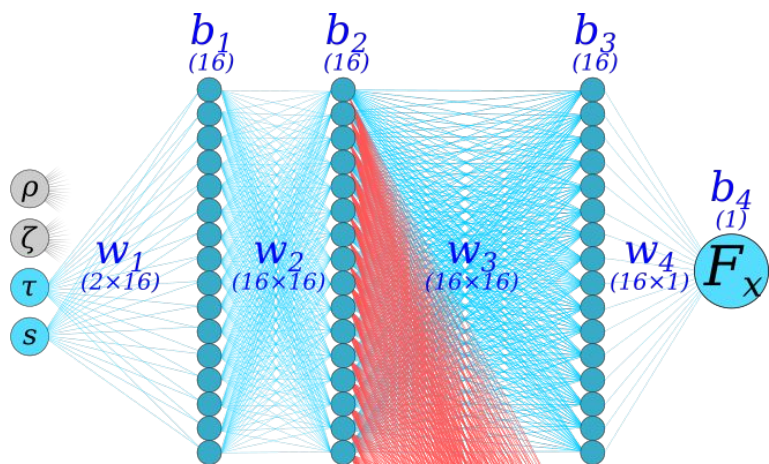 b1 b2 b3
(16) (16) (16)
ρ
b4
(1)
ζ
w1 w2 w3 w4
(2×16) (16×16) (16×16) (16×1)
Fx
τ
s